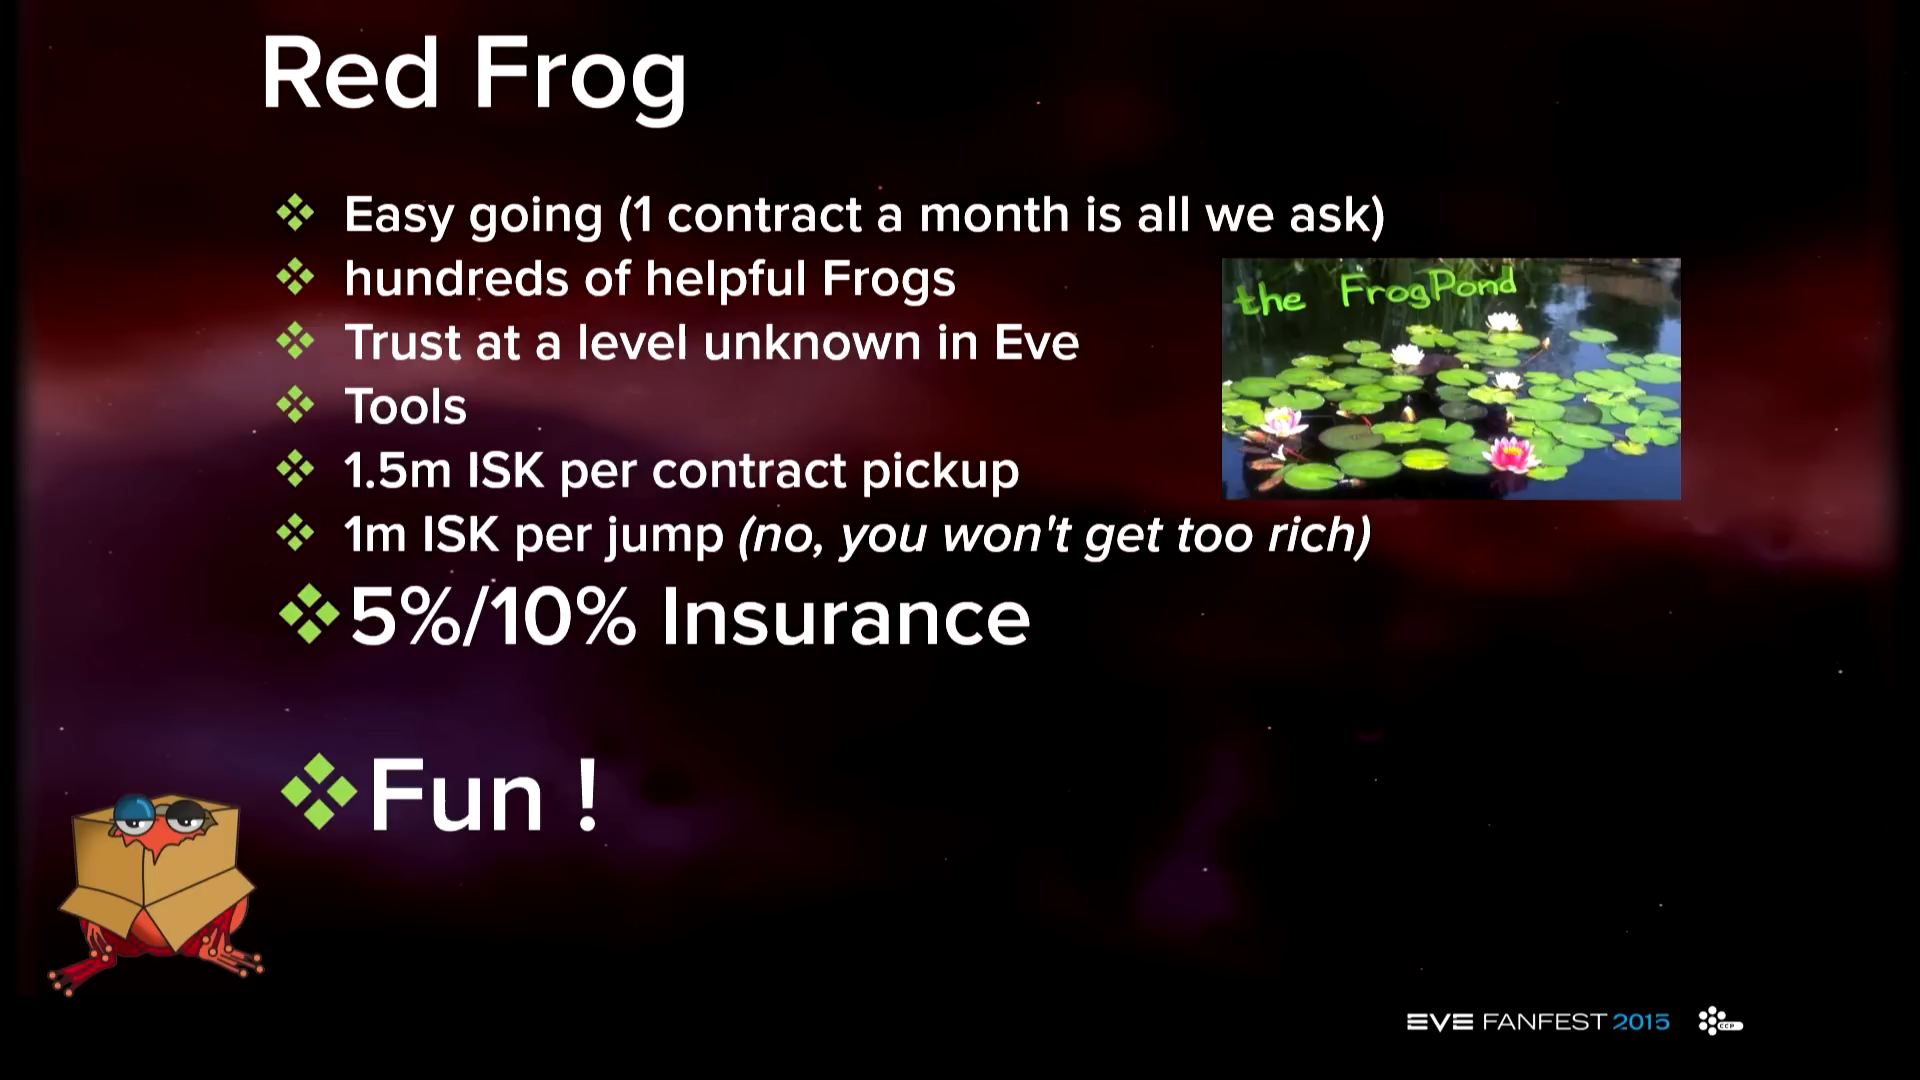 Red Frog
Easy going (1 contract a month is all we ask)
hundreds of helpful Frogs
the FrogPond
Trust at a level unknown in Eve
Tools
1.5m ISK per contract pickup
1m ISK per jump (no, you won't get too rich)
5%/10% Insurance
Fun !
EVE FANFEST 2015
CCP